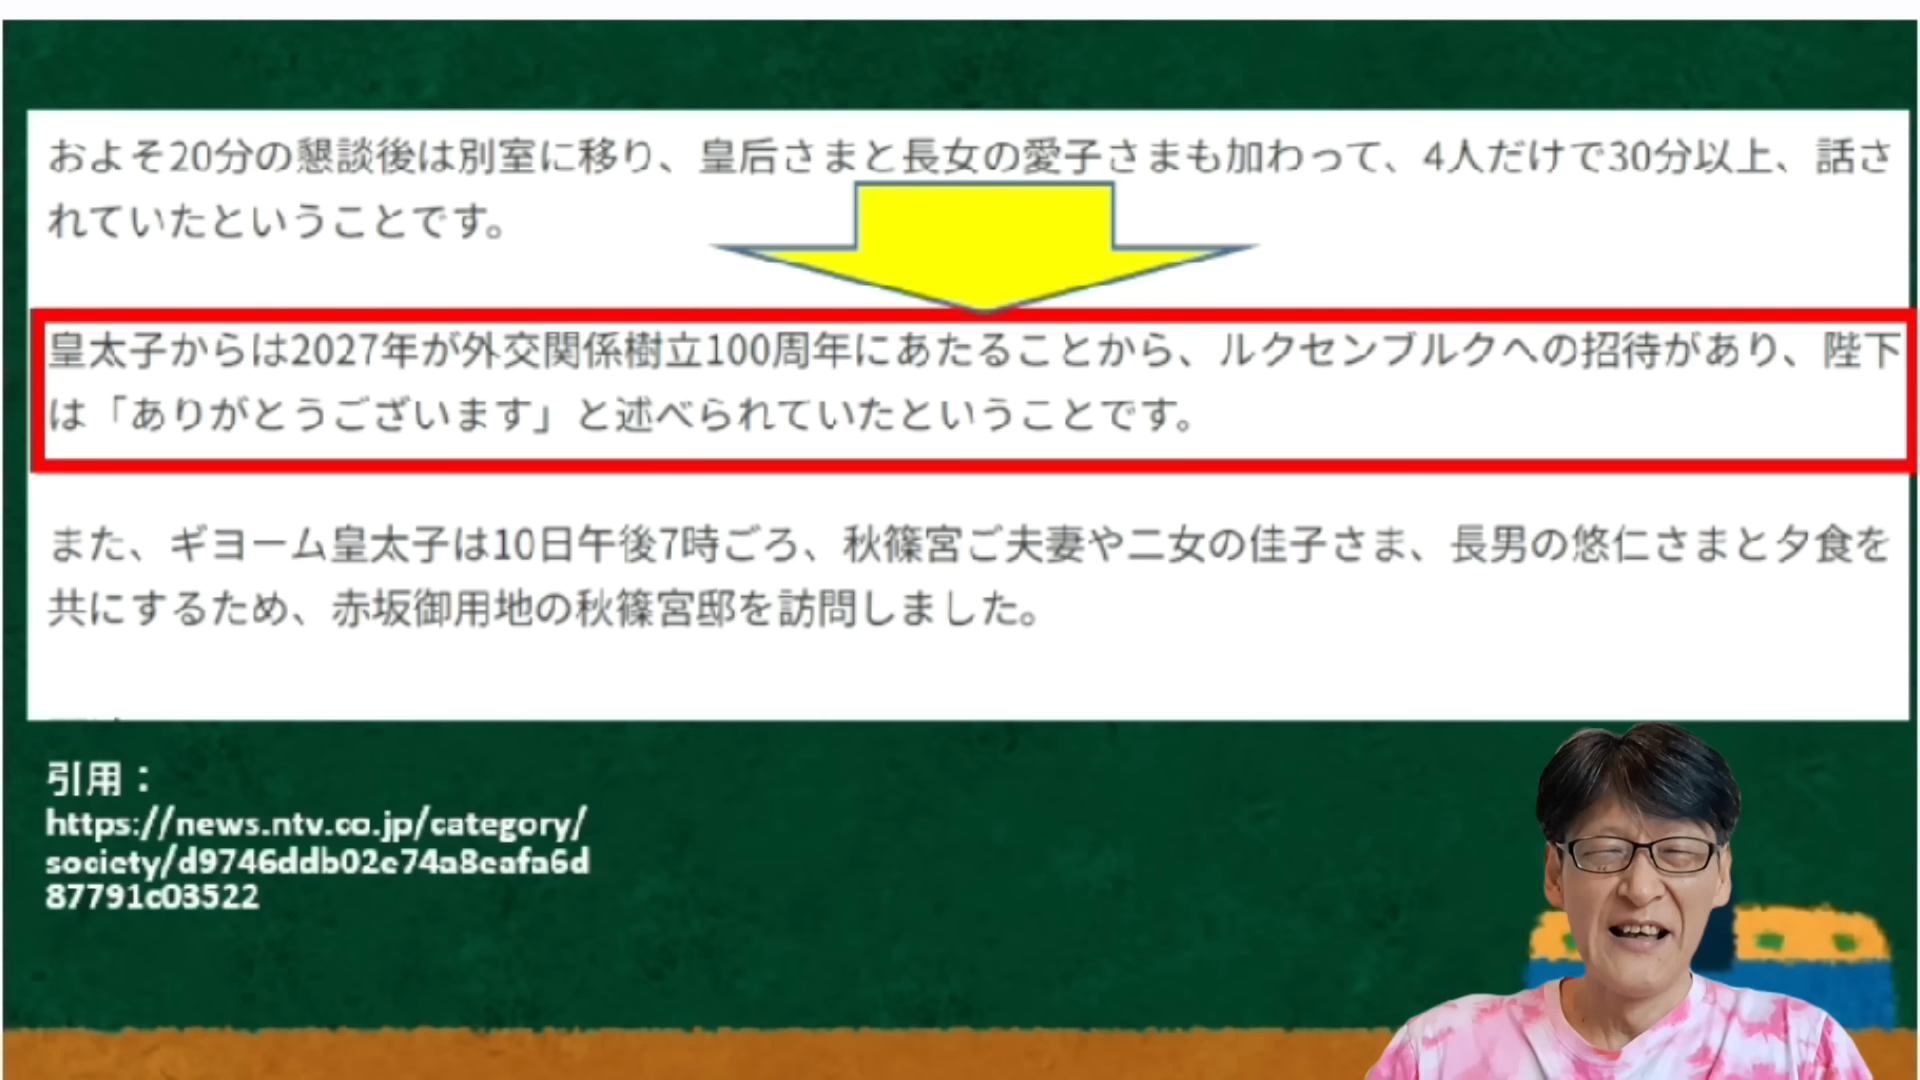 およそ20分の懇談後は別室に移り、皇后さまと長女の愛子さまも加わって、4人だけで30分以上、話さ
れていたということです。
皇太子からは2027年が外交関係樹立100周年にあたることから、ルクセンブルクへの招待があり、陛下
は「ありがとうございます」と述べられていたということです。
また、ギヨーム皇太子は10日午後7時ごろ、秋篠宮ご夫妻や二女の佳子さま、長男の悠仁さまと夕食を
共にするため、赤坂御用地の秋篠宮邸を訪問しました。
引用：
https://news.ntv.co.jp/category/
society/d9746ddb02e74a8eafa6d
87791c03522